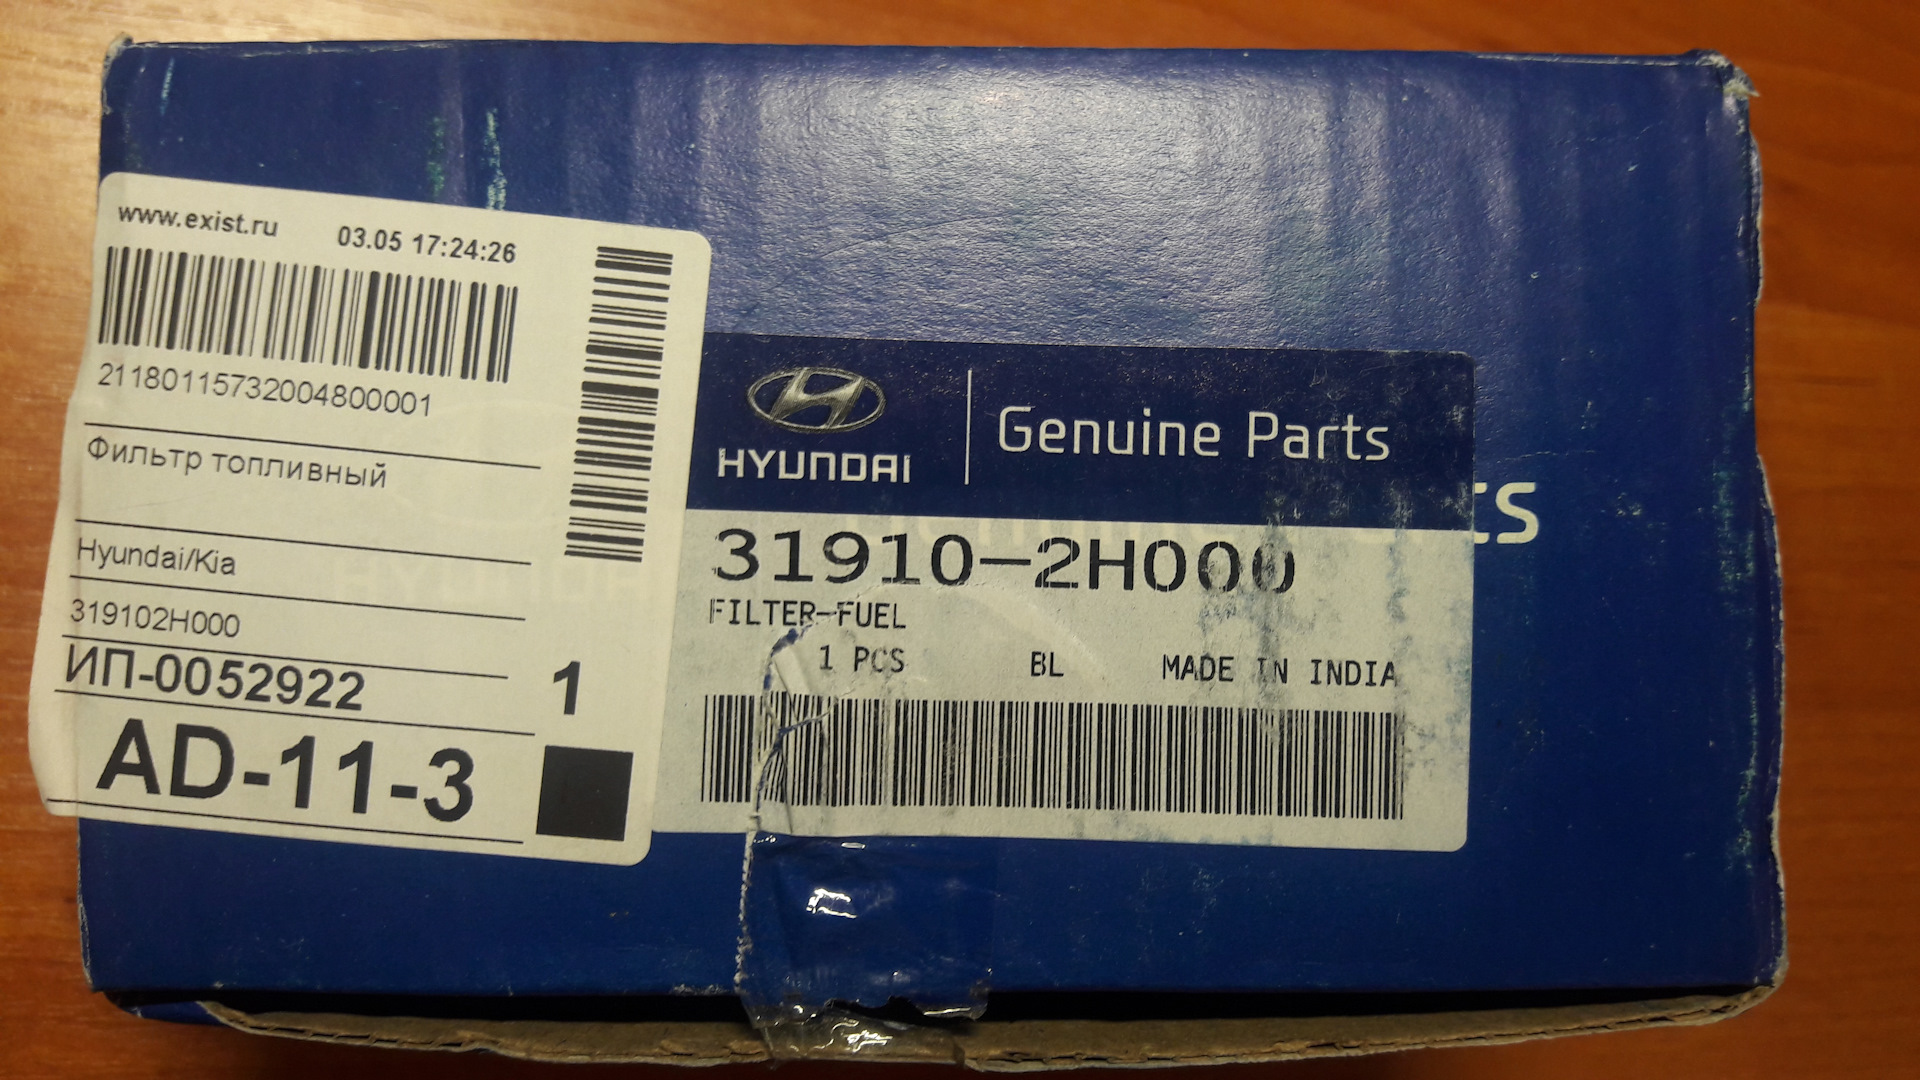 www.exist.ru 03.05 17:24:26
21180115732004800001
Фильтр топливный
Hyundai/Kia
319102H000
ИП-0052922 1
AD-11-3
HYUNDAI Genuine Parts
31910-2H000
FILTER-FUEL
1 PCS BL MADE IN INDIA